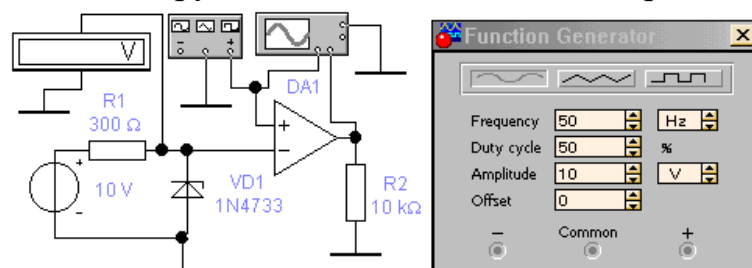 V
DA1
R1
300 Ω
10 V
VD1
1N4733
R2
10 kΩ
Function Generator
Frequency 50 Hz
Duty cycle 50 %
Amplitude 10 V
Offset 0
− Common +